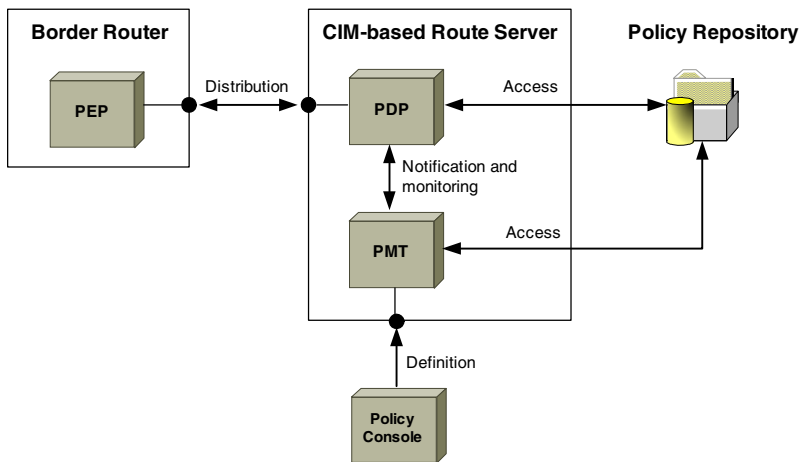 Border Router
CIM-based Route Server
Policy Repository
PEP
Distribution
PDP
Access
Notification and
monitoring
PMT
Access
Definition
Policy
Console